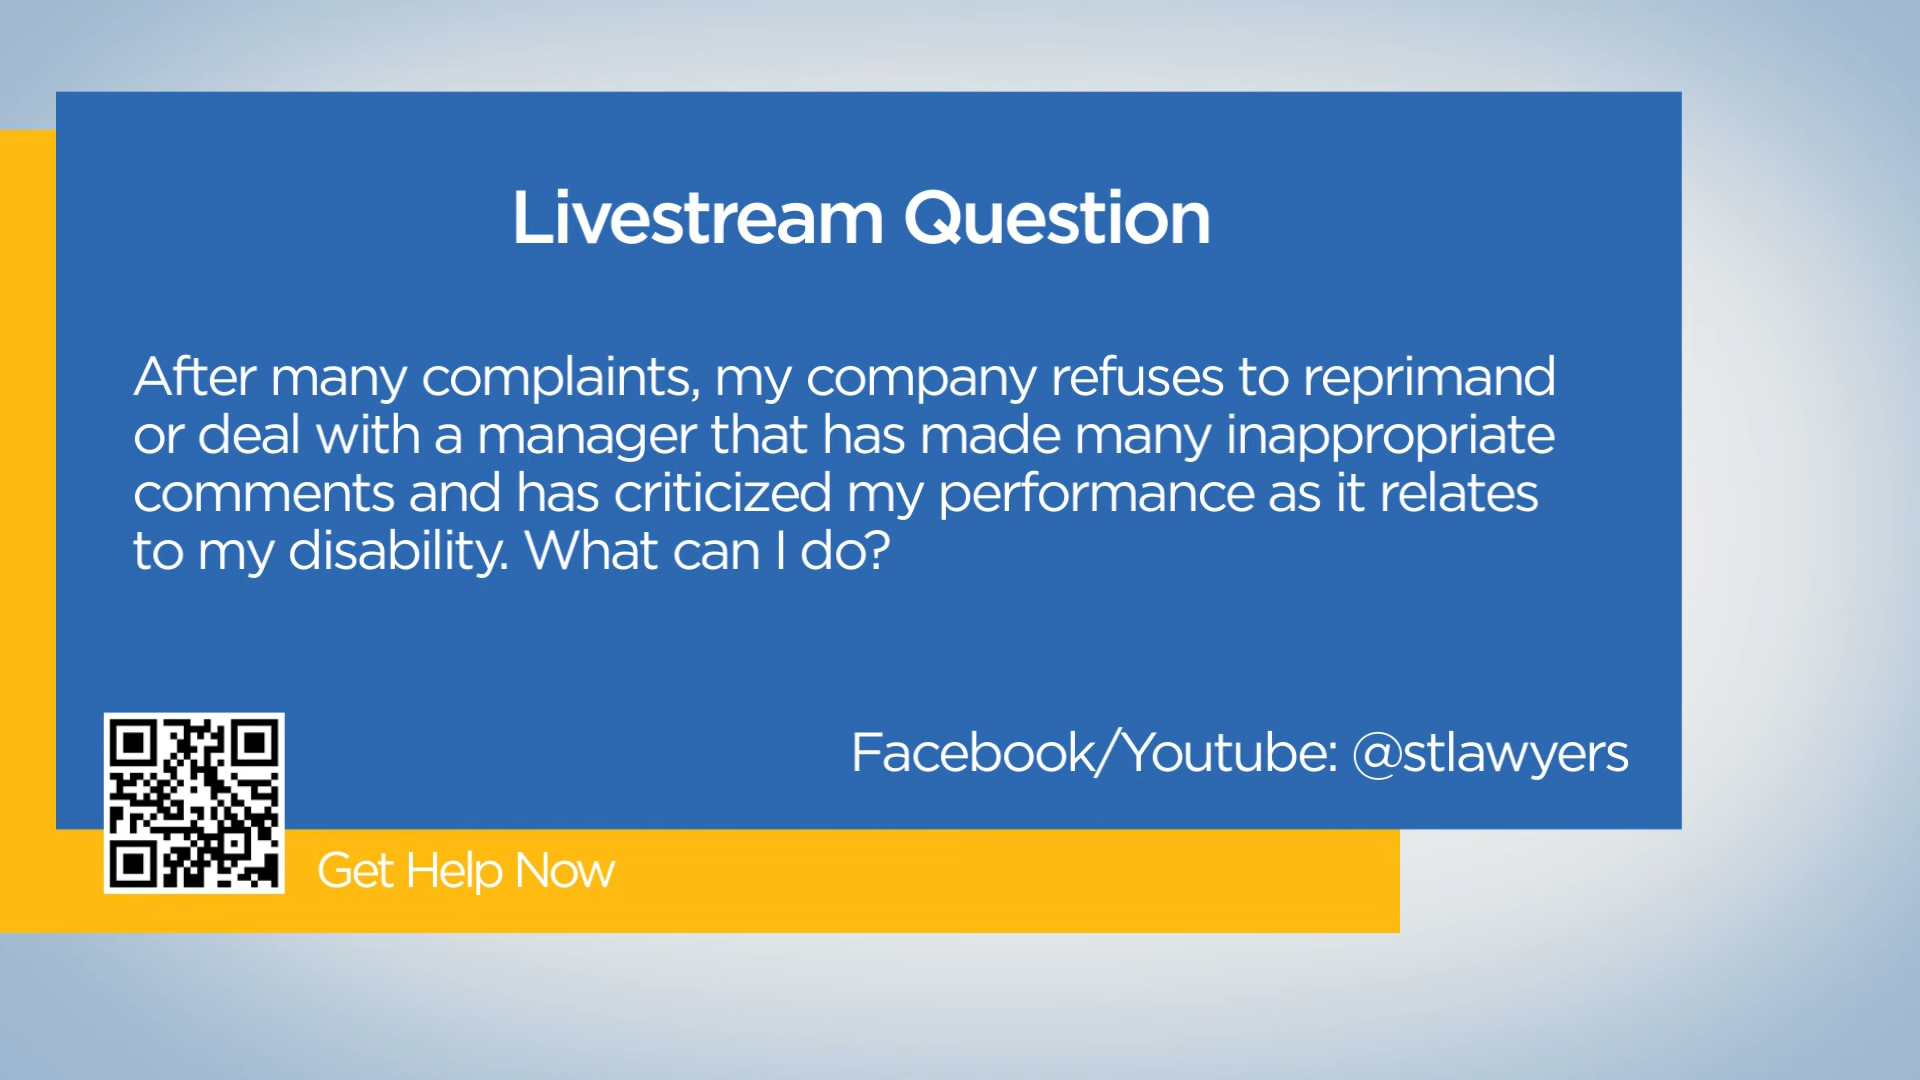 Livestream Question
After many complaints, my company refuses to reprimand
or deal with a manager that has made many inappropriate
comments and has criticized my performance as it relates
to my disability. What can I do?
Facebook/Youtube: @stlawyers
Get Help Now